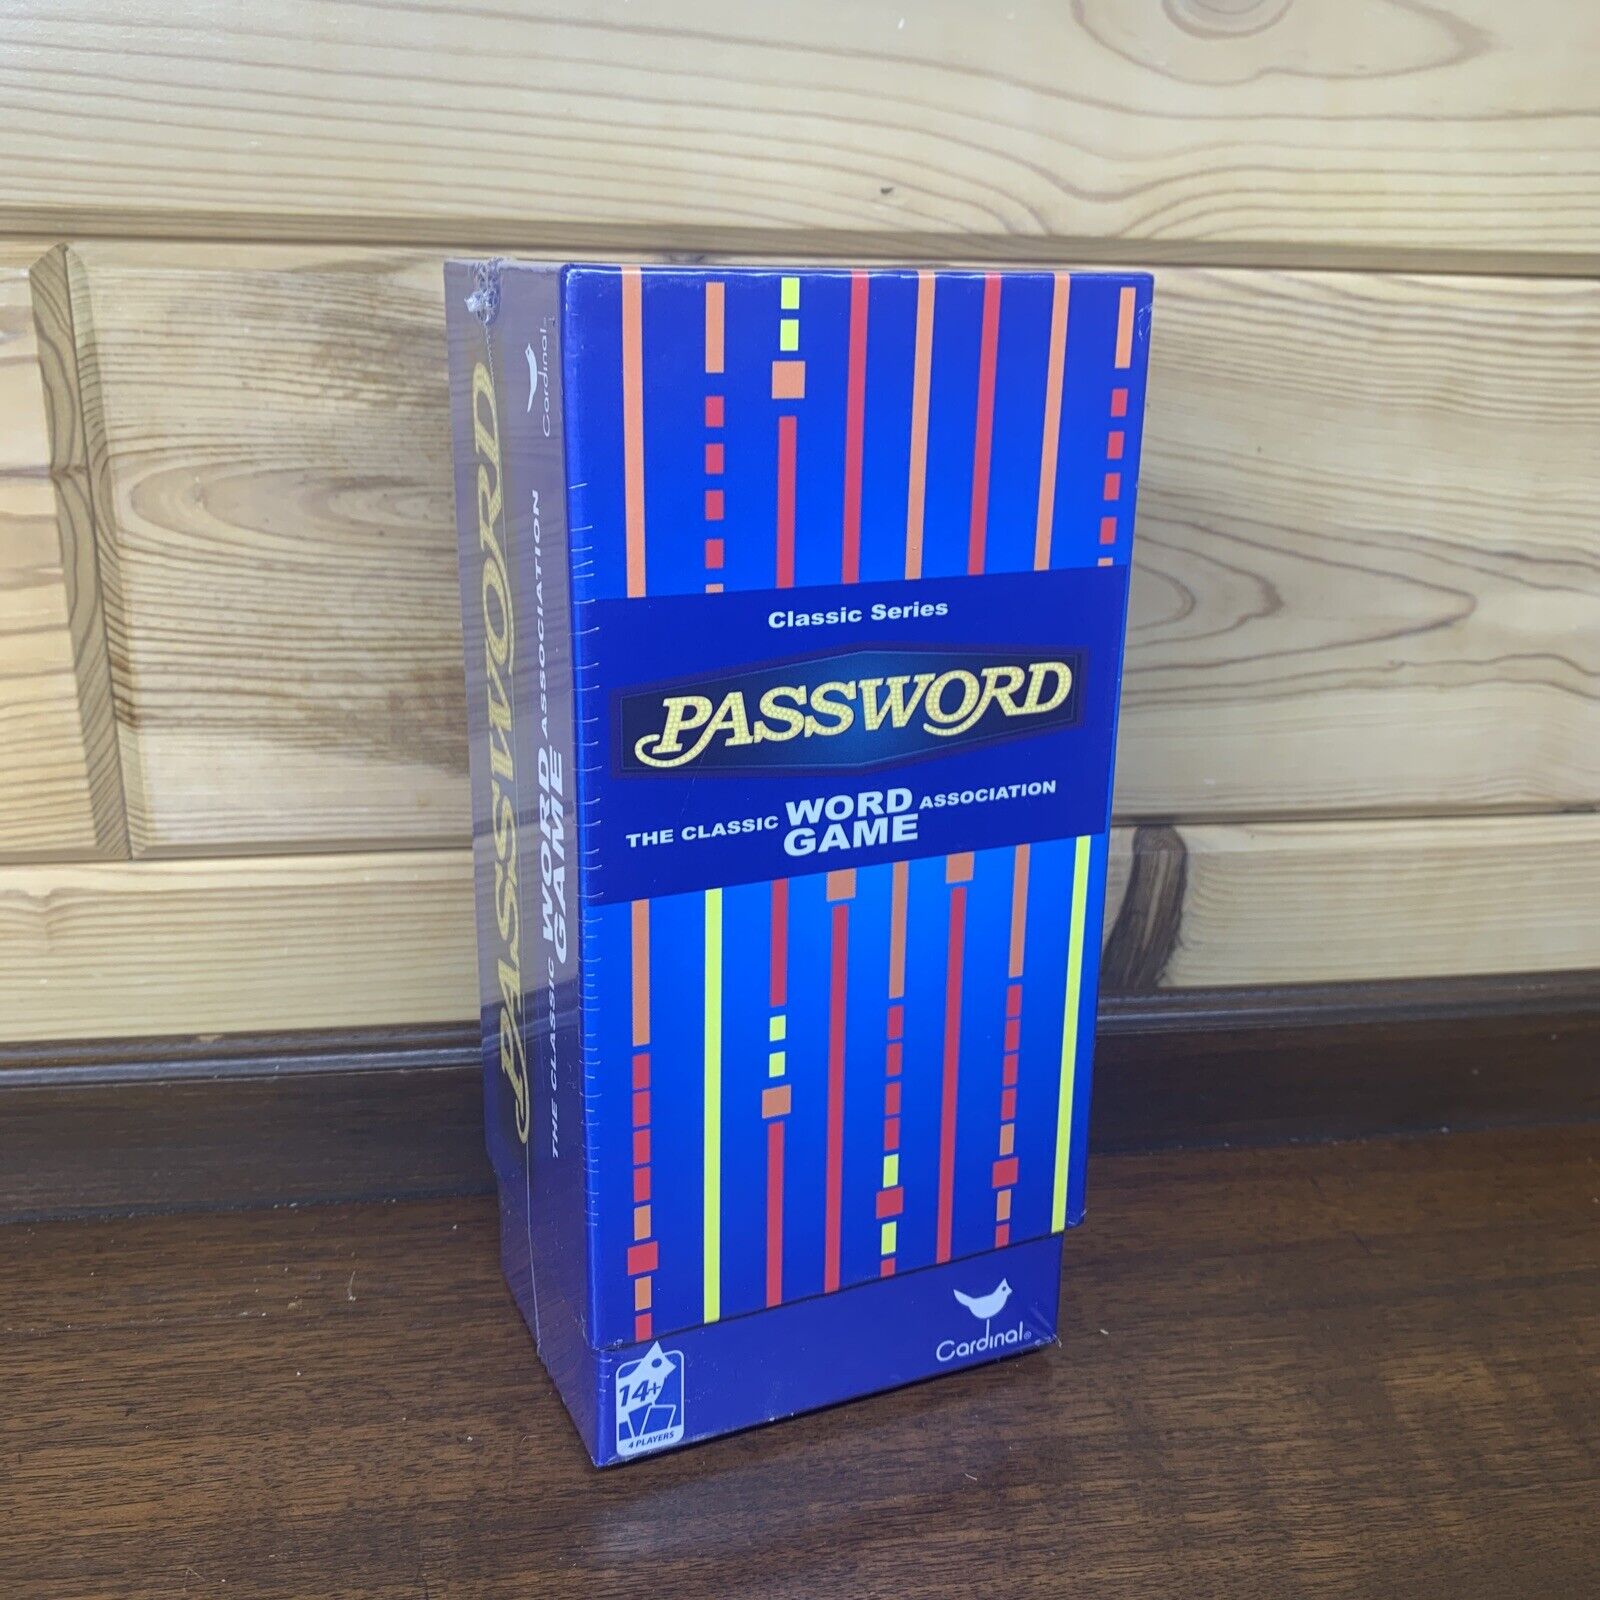 Classic Series
PASSWORD
THE CLASSIC WORD GAME ASSOCIATION
Cardinal®
14+
4 PLAYERS
PASSWORD
THE CLASSIC WORD GAME ASSOCIATION
Cardinal